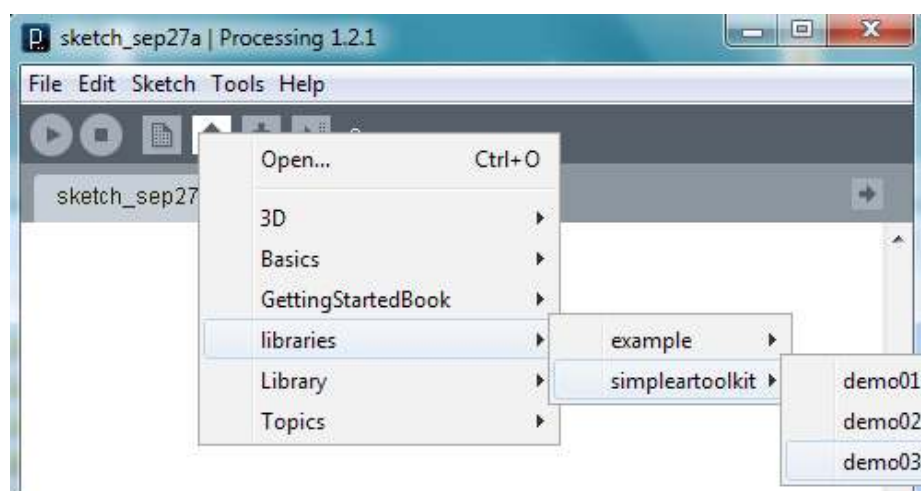 sketch_sep27a | Processing 1.2.1
File Edit Sketch Tools Help
Open... Ctrl+O
sketch_sep27
3D
Basics
GettingStartedBook
libraries
example
Library
simpleartoolkit
demo01
Topics
demo02
demo03